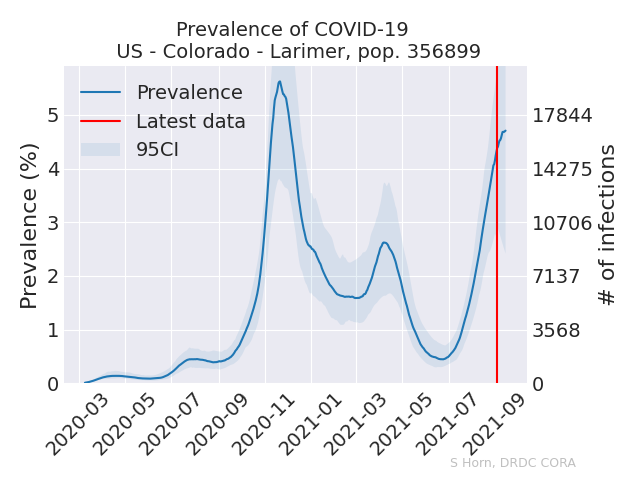 Prevalence of COVID-19
US - Colorado - Larimer, pop. 356899
Prevalence
Latest data
95CI
Prevalence (%)
5
4
3
2
1
0
17844
14275
10706
7137
3568
0
# of infections
2020-03
2020-05
2020-07
2020-09
2020-11
2021-01
2021-03
2021-05
2021-07
2021-09
S Horn, DRDC CORA